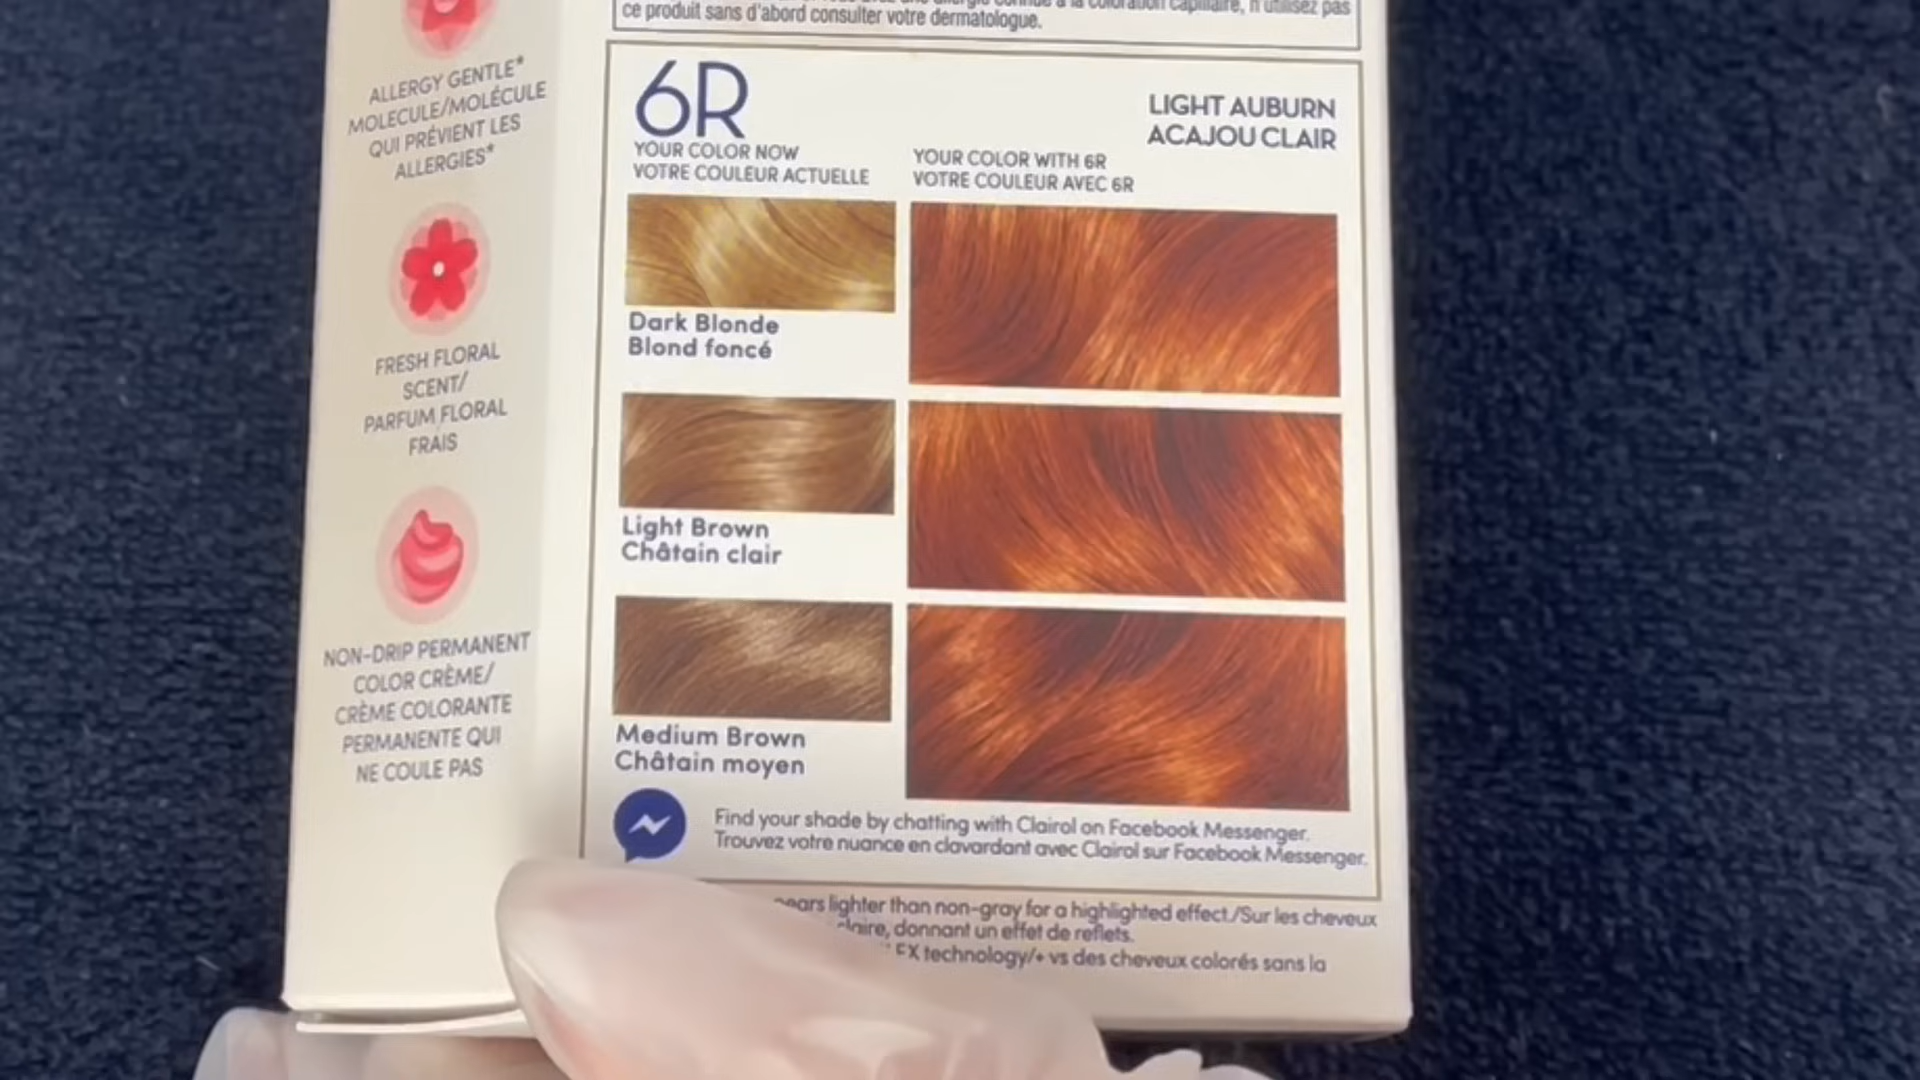 ce produit sans d'abord consulter votre dermatologue.
ALLERGY GENTLE*
MOLECULE/MOLÉCULE
QUI PRÉVIENT LES
ALLERGIES*
FRESH FLORAL
SCENT/
PARFUM FLORAL
FRAIS
NON-DRIP PERMANENT
COLOR CRÈME/
CRÈME COLORANTE
PERMANENTE QUI
NE COULE PAS
6R
LIGHT AUBURN
ACAJOU CLAIR
YOUR COLOR NOW
VOTRE COULEUR ACTUELLE
YOUR COLOR WITH 6R
VOTRE COULEUR AVEC 6R
Dark Blonde
Blond foncé
Light Brown
Châtain clair
Medium Brown
Châtain moyen
Find your shade by chatting with Clairol on Facebook Messenger.
Trouvez votre nuance en clavardant avec Clairol sur Facebook Messenger.
lighter than non-gray for a highlighted effect./Sur les cheveux
donnant un effet de reflets.
technology/+ vs des cheveux colorés sans la